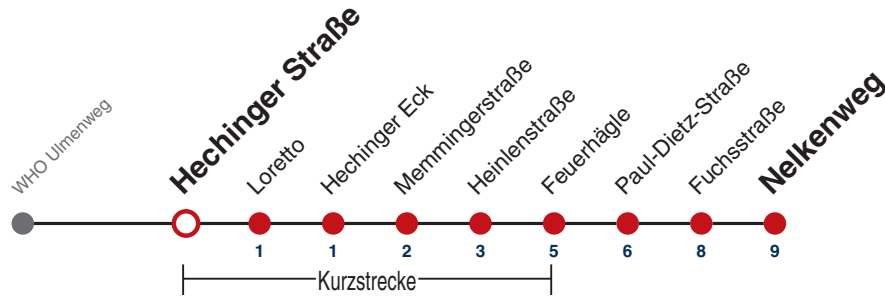 WHO Ulmenweg
Hechinger Straße
Loretto
Hechinger Eck
Memmingerstraße
Heinlenstraße
Feuerhägle
Paul-Dietz-Straße
Fuchsstraße
Nelkenweg
1
1
2
3
5
6
8
9
Kurzstrecke